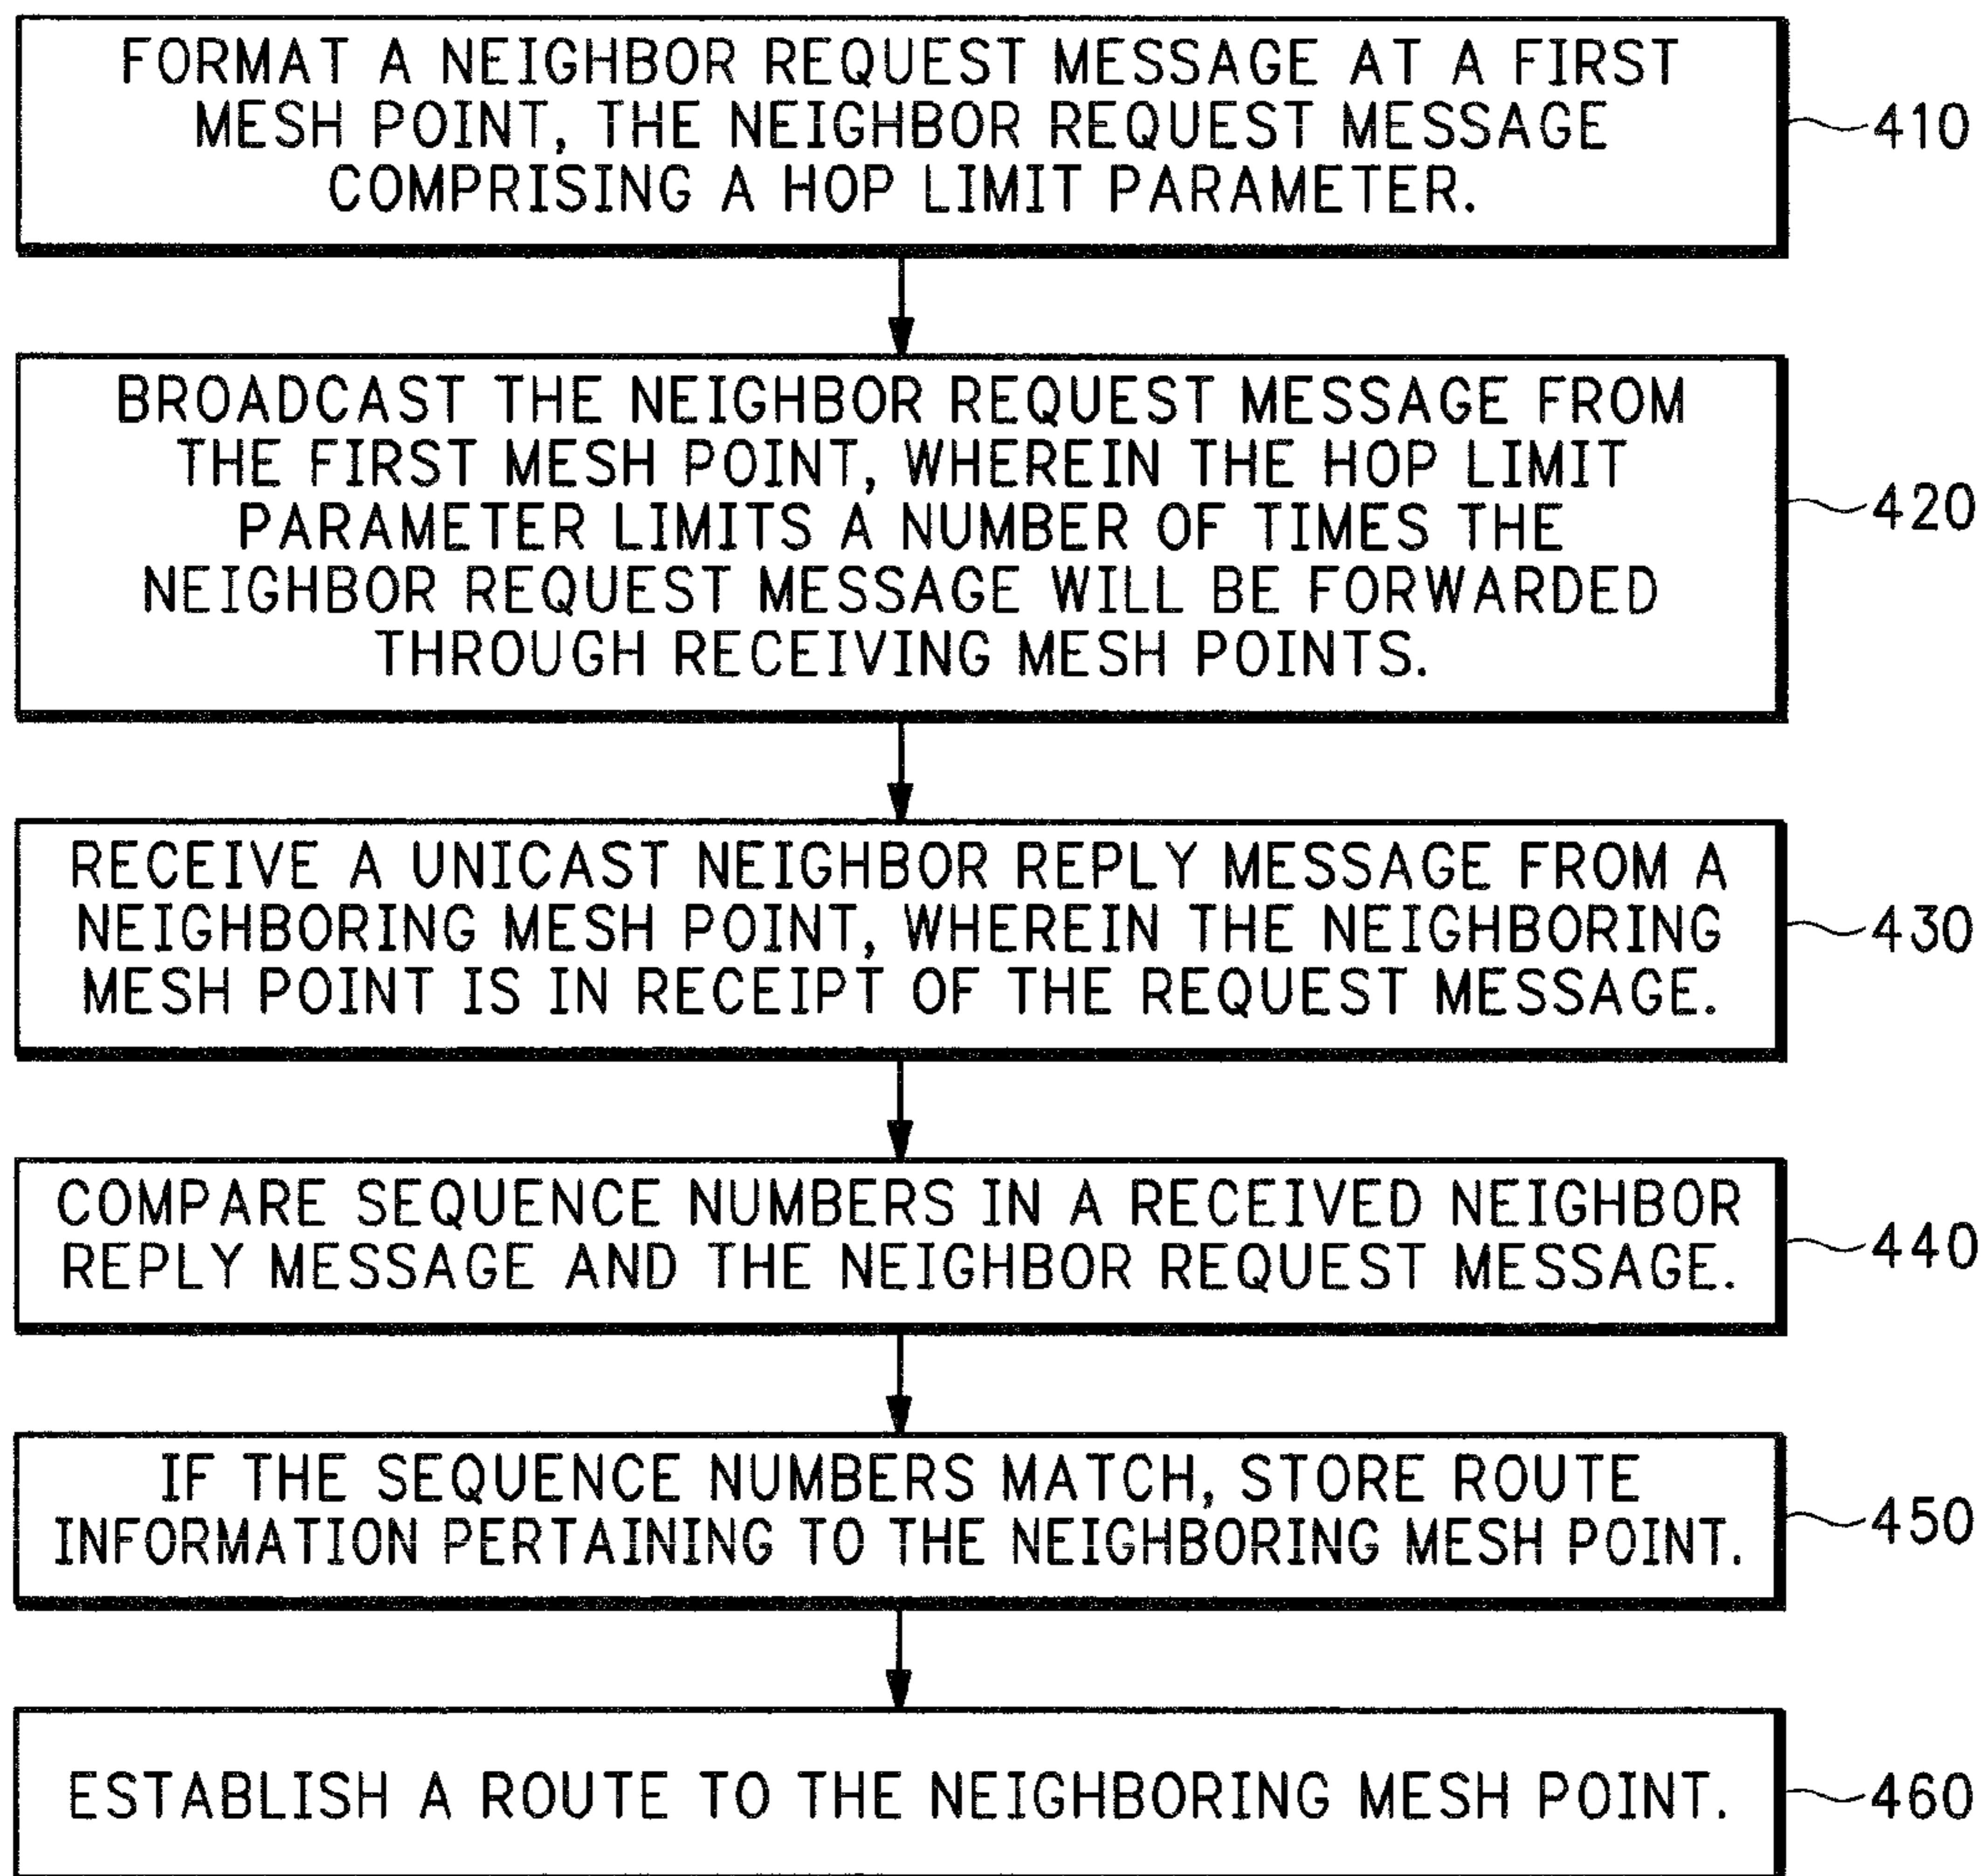 FORMAT A NEIGHBOR REQUEST MESSAGE AT A FIRST
MESH POINT, THE NEIGHBOR REQUEST MESSAGE
COMPRISING A HOP LIMIT PARAMETER.
410
BROADCAST THE NEIGHBOR REQUEST MESSAGE FROM
THE FIRST MESH POINT, WHEREIN THE HOP LIMIT
PARAMETER LIMITS A NUMBER OF TIMES THE
NEIGHBOR REQUEST MESSAGE WILL BE FORWARDED
THROUGH RECEIVING MESH POINTS.
420
RECEIVE A UNICAST NEIGHBOR REPLY MESSAGE FROM A
NEIGHBORING MESH POINT, WHEREIN THE NEIGHBORING
MESH POINT IS IN RECEIPT OF THE REQUEST MESSAGE.
430
COMPARE SEQUENCE NUMBERS IN A RECEIVED NEIGHBOR
REPLY MESSAGE AND THE NEIGHBOR REQUEST MESSAGE.
440
IF THE SEQUENCE NUMBERS MATCH, STORE ROUTE
INFORMATION PERTAINING TO THE NEIGHBORING MESH POINT.
450
ESTABLISH A ROUTE TO THE NEIGHBORING MESH POINT.
460